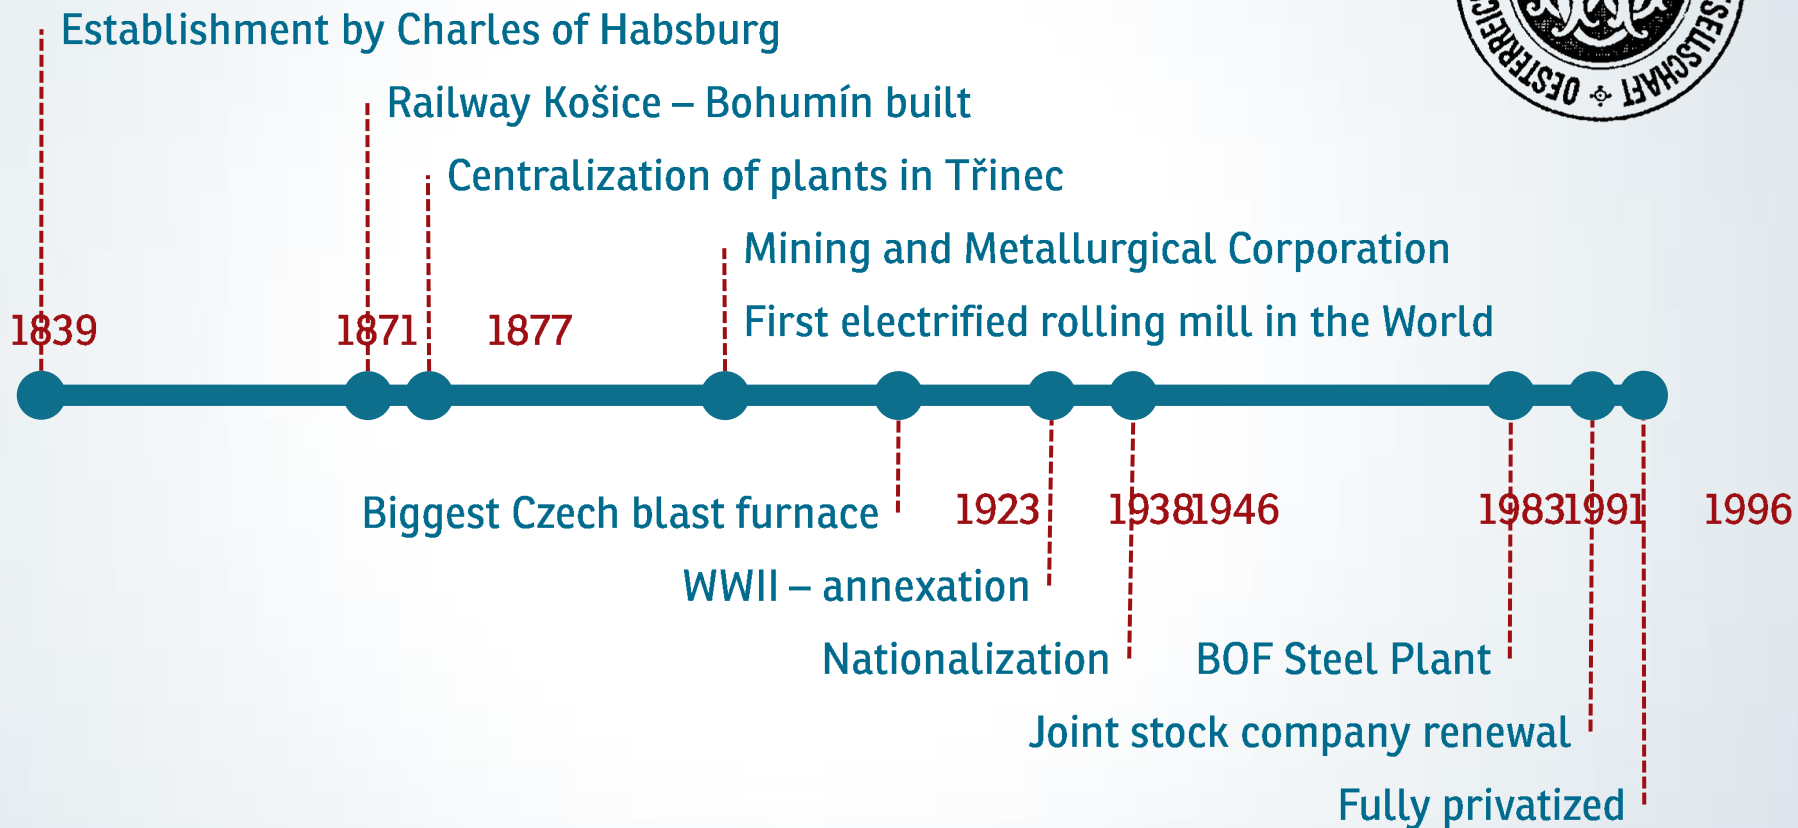 Establishment by Charles of Habsburg
Railway Košice – Bohumín built
Centralization of plants in Třinec
Mining and Metallurgical Corporation
First electrified rolling mill in the World
1839 1871 1877
Biggest Czech blast furnace 1923 1938 1946 1983 1991 1996
WWII – annexation
Nationalization BOF Steel Plant
Joint stock company renewal
Fully privatized